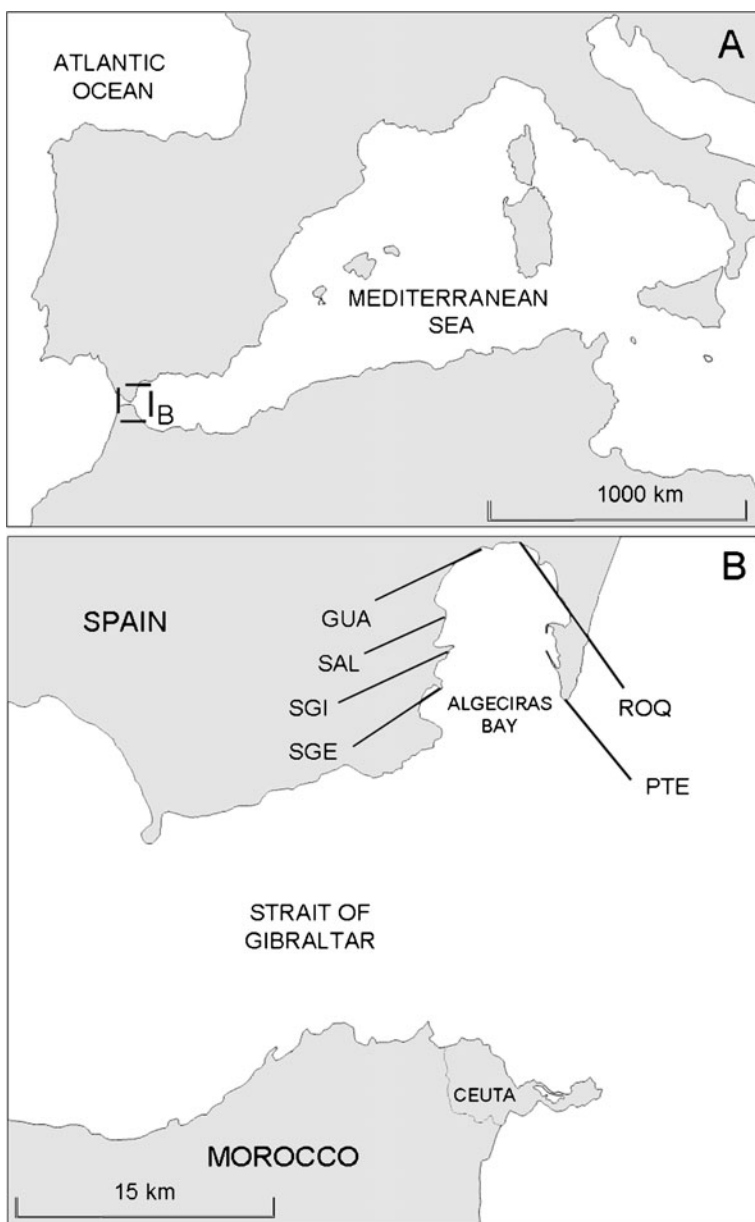 A
ATLANTIC
OCEAN
MEDITERRANEAN
SEA
B
1000 km
B
SPAIN
GUA
SAL
SGI
SGE
ALGECIRAS
BAY
ROQ
PTE
STRAIT OF
GIBRALTAR
CEUTA
MOROCCO
15 km